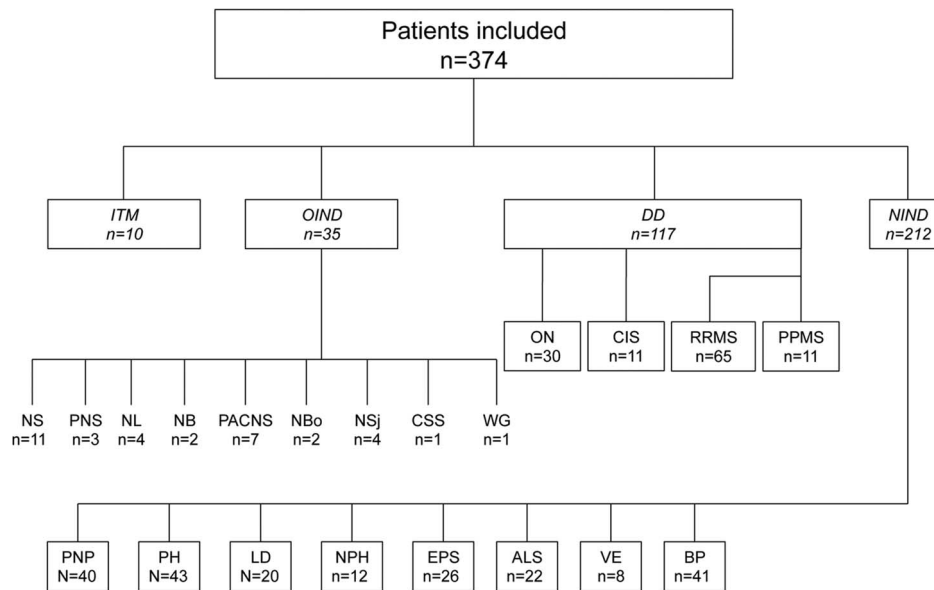 Patients included
n=374
ITM
n=10
OIND
n=35
DD
n=117
NIND
n=212
ON
n=30
CIS
n=11
RRMS
n=65
PPMS
n=11
NS
n=11
PNS
n=3
NL
n=4
NB
n=2
PACNS
n=7
NBo
n=2
NSj
n=4
CSS
n=1
WG
n=1
PNP
N=40
PH
N=43
LD
N=20
NPH
n=12
EPS
n=26
ALS
n=22
VE
n=8
BP
n=41